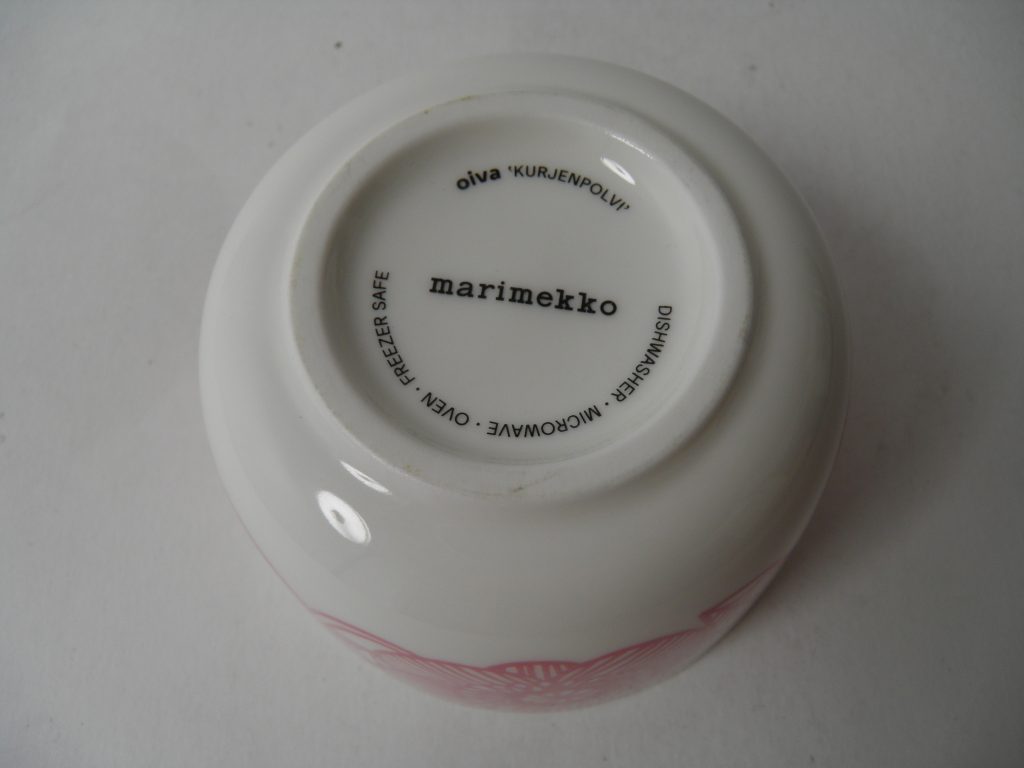 oiva 'KURJENPOLVI'
marimekko
DISHWASHER · MICROWAVE · OVEN · FREEZER SAFE